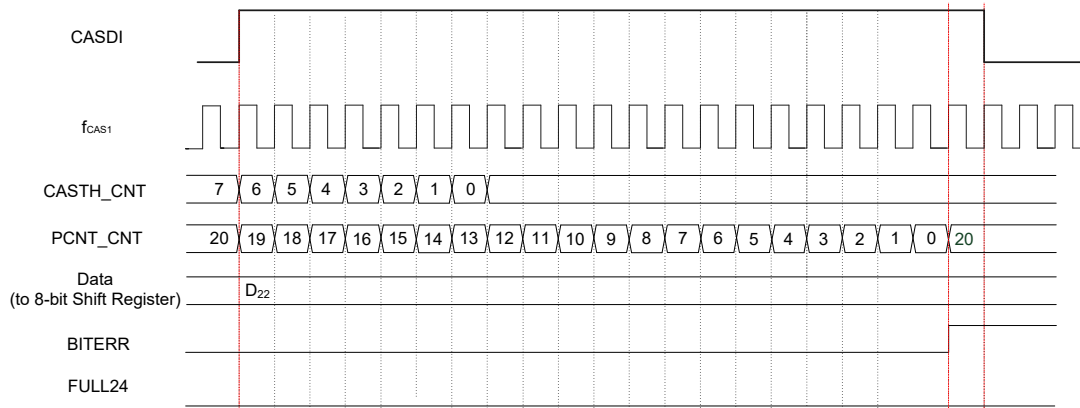 CASDI
fCAS1
CASTH_CNT 7 6 5 4 3 2 1 0
PCNT_CNT 20 19 18 17 16 15 14 13 12 11 10 9 8 7 6 5 4 3 2 1 0 20
Data
(to 8-bit Shift Register)
D22
BITERR
FULL24